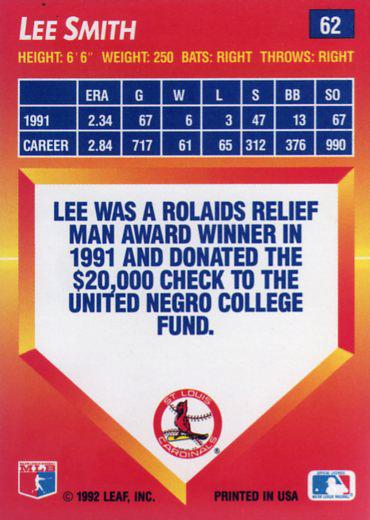 LEE SMITH
62
HEIGHT: 6'6" WEIGHT: 250 BATS: RIGHT THROWS: RIGHT
ERA G W L S BB SO
1991 2.34 67 6 3 47 13 67
CAREER 2.84 717 61 65 312 376 990
LEE WAS A ROLAIDS RELIEF
MAN AWARD WINNER IN
1991 AND DONATED THE
$20,000 CHECK TO THE
UNITED NEGRO COLLEGE
FUND.
ST. LOUIS
CARDINALS
®
MLB
© 1992 LEAF, INC.
PRINTED IN USA